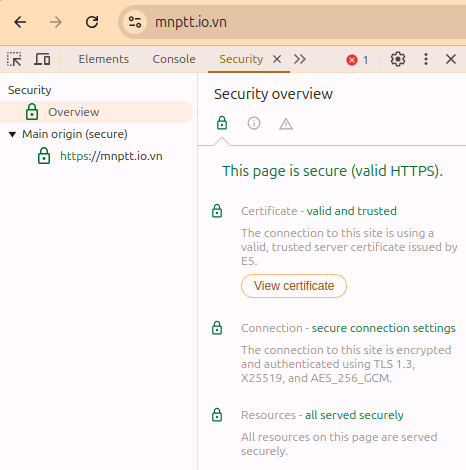 mnptt.io.vn
Elements Console Security 1
Security
Overview
Main origin (secure)
https://mnptt.io.vn
Security overview
This page is secure (valid HTTPS).
Certificate - valid and trusted
The connection to this site is using a
valid, trusted server certificate issued by
E5.
View certificate
Connection - secure connection settings
The connection to this site is encrypted
and authenticated using TLS 1.3,
X25519, and AES_256_GCM.
Resources - all served securely
All resources on this page are served
securely.